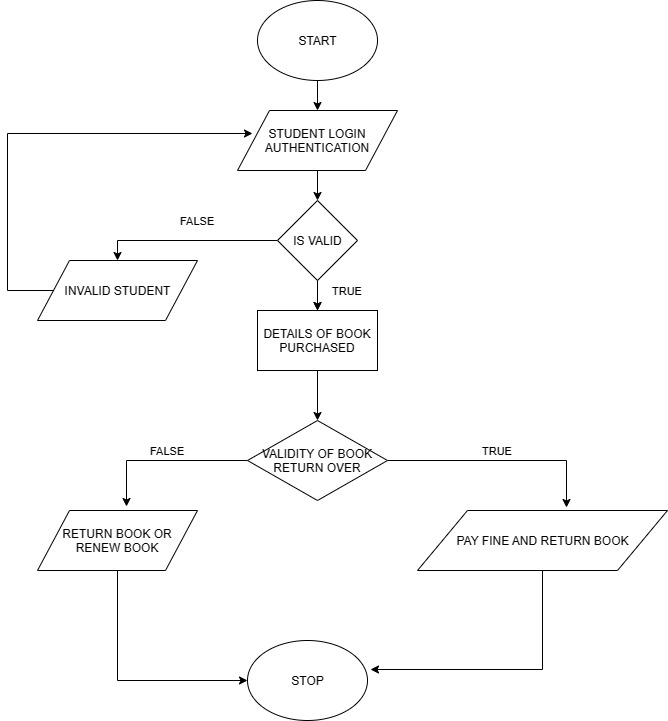 START
STUDENT LOGIN
AUTHENTICATION
FALSE
IS VALID
INVALID STUDENT
TRUE
DETAILS OF BOOK
PURCHASED
FALSE
VALIDITY OF BOOK
RETURN OVER
TRUE
RETURN BOOK OR
RENEW BOOK
PAY FINE AND RETURN BOOK
STOP